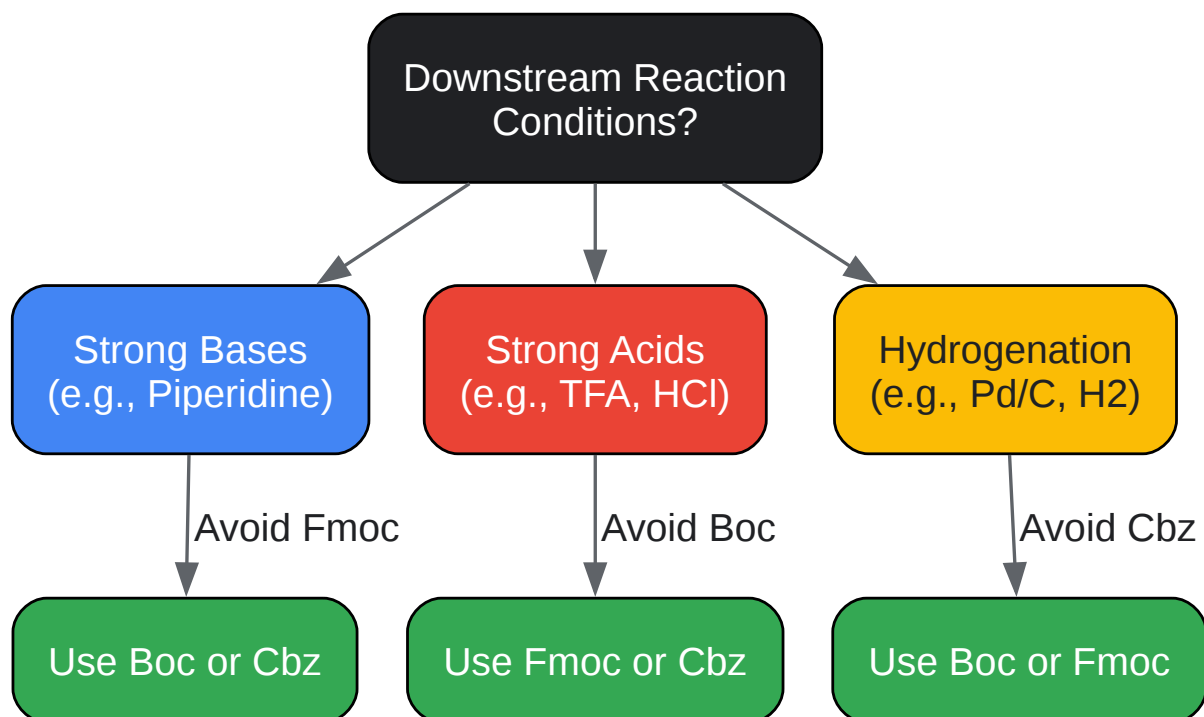 Downstream Reaction
Conditions?
Strong Bases
(e.g., Piperidine)
Strong Acids
(e.g., TFA, HCl)
Hydrogenation
(e.g., Pd/C, H2)
Avoid Fmoc
Avoid Boc
Avoid Cbz
Use Boc or Cbz
Use Fmoc or Cbz
Use Boc or Fmoc